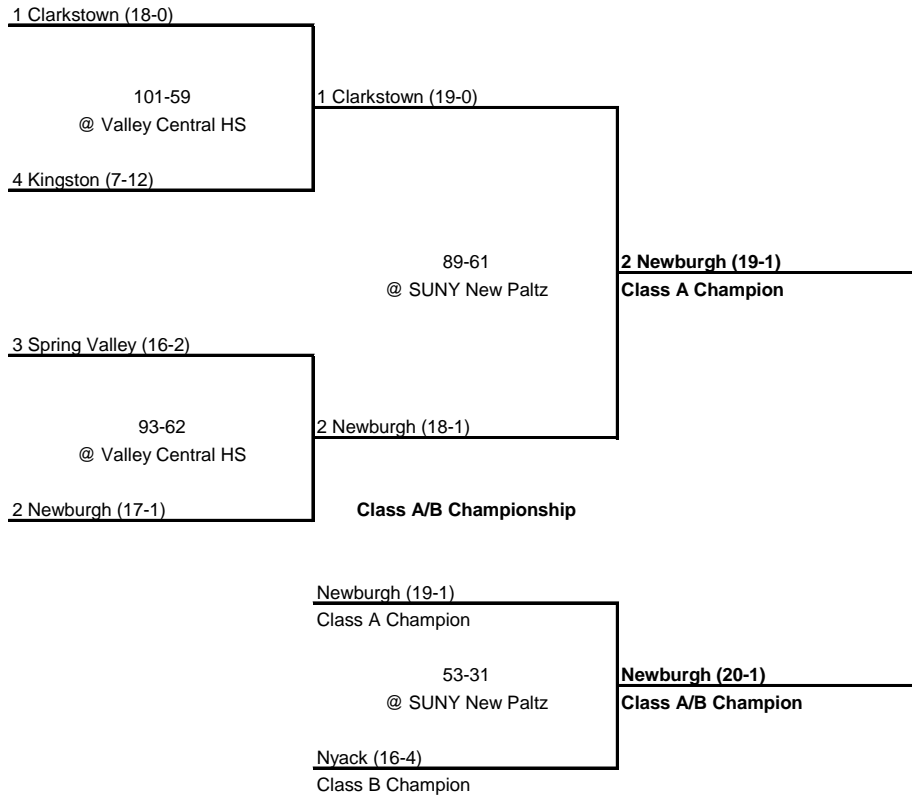 1 Clarkstown (18-0)
101-59
@ Valley Central HS
1 Clarkstown (19-0)
4 Kingston (7-12)
89-61
@ SUNY New Paltz
2 Newburgh (19-1)
Class A Champion
3 Spring Valley (16-2)
93-62
@ Valley Central HS
2 Newburgh (18-1)
2 Newburgh (17-1)
Class A/B Championship
Newburgh (19-1)
Class A Champion
53-31
@ SUNY New Paltz
Newburgh (20-1)
Class A/B Champion
Nyack (16-4)
Class B Champion